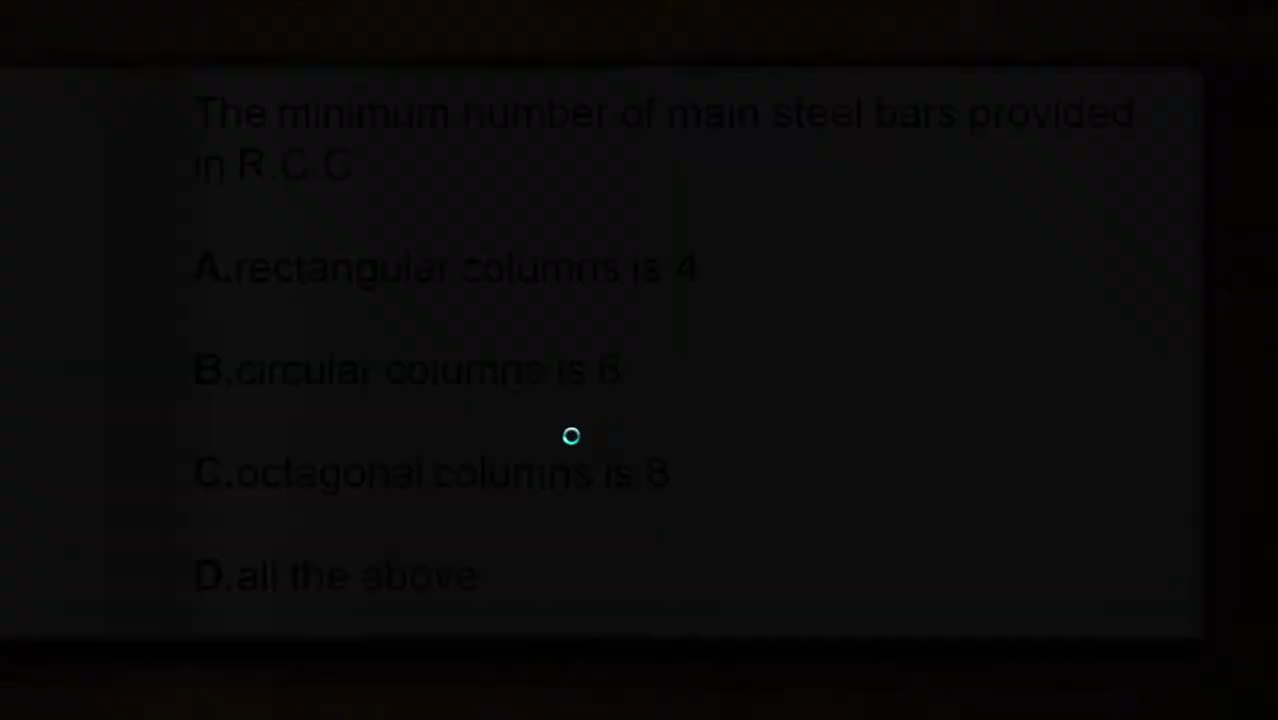 The minimum number of main steel bars provided
in R.C.C
A.rectangular columns is 4
B.circular columns is 6
C.octagonal columns is 8
D.all the above